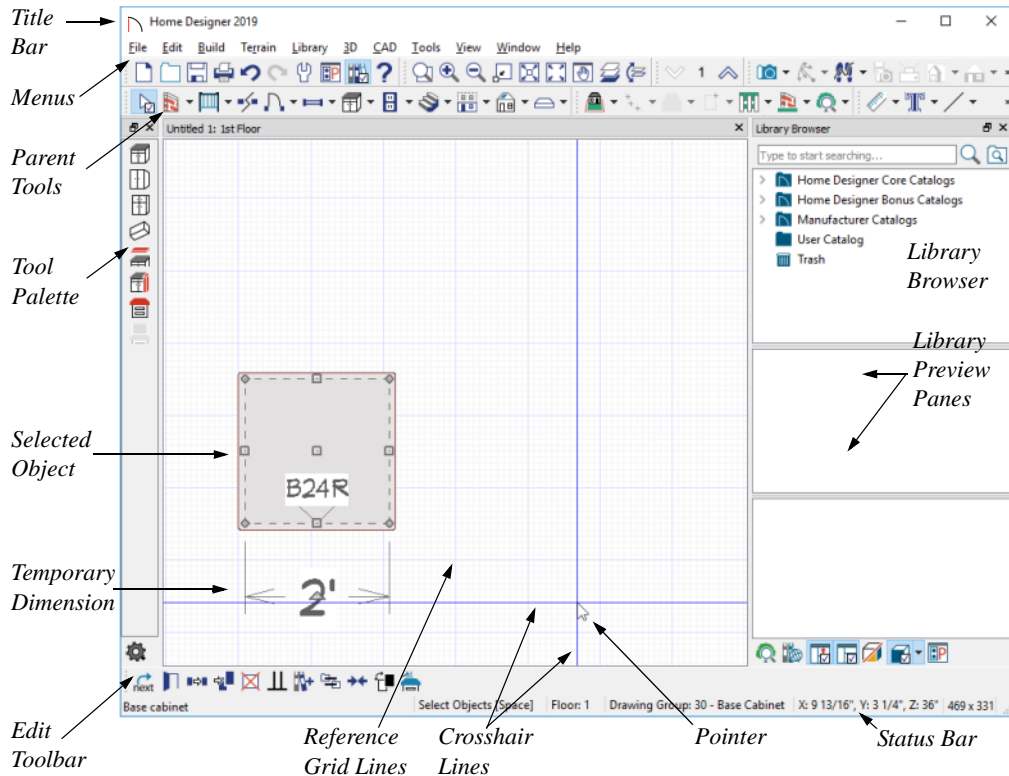 Title
Bar
Home Designer 2019
File Edit Build Terrain Library 3D CAD Tools View Window Help
Menus
1
Parent
Tools
Untitled 1: 1st Floor
Library Browser
Type to start searching...
Home Designer Core Catalogs
Home Designer Bonus Catalogs
Manufacturer Catalogs
User Catalog
Trash
Library
Browser
Tool
Palette
Library
Preview
Panes
Selected
Object
B24R
Temporary
Dimension
2'
next
Base cabinet
Select Objects [Space] Floor: 1 Drawing Group: 30 - Base Cabinet X: 9 13/16", Y: 3 1/4", Z: 36" 469 x 331
Edit
Toolbar
Reference
Grid Lines
Crosshair
Lines
Pointer
Status Bar